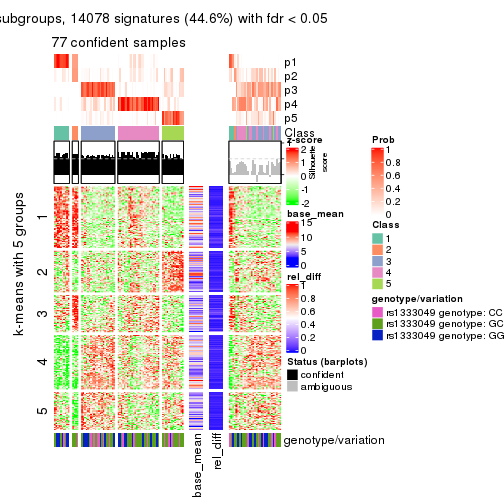 subgroups, 14078 signatures (44.6%) with fdr < 0.05
77 confident samples
p1
p2
p3
p4
p5
Class
Silhouette
score
k-means with 5 groups
1
2
3
4
5
base_mean
rel_diff
genotype/variation
z-score
2
1
0
-1
-2
base_mean
15
10
5
0
rel_diff
1
0.8
0.6
0.4
0.2
0
Status (barplots)
confident
ambiguous
Prob
1
0.8
0.6
0.4
0.2
0
Class
1
2
3
4
5
genotype/variation
rs1333049 genotype: CC
rs1333049 genotype: GC
rs1333049 genotype: GG